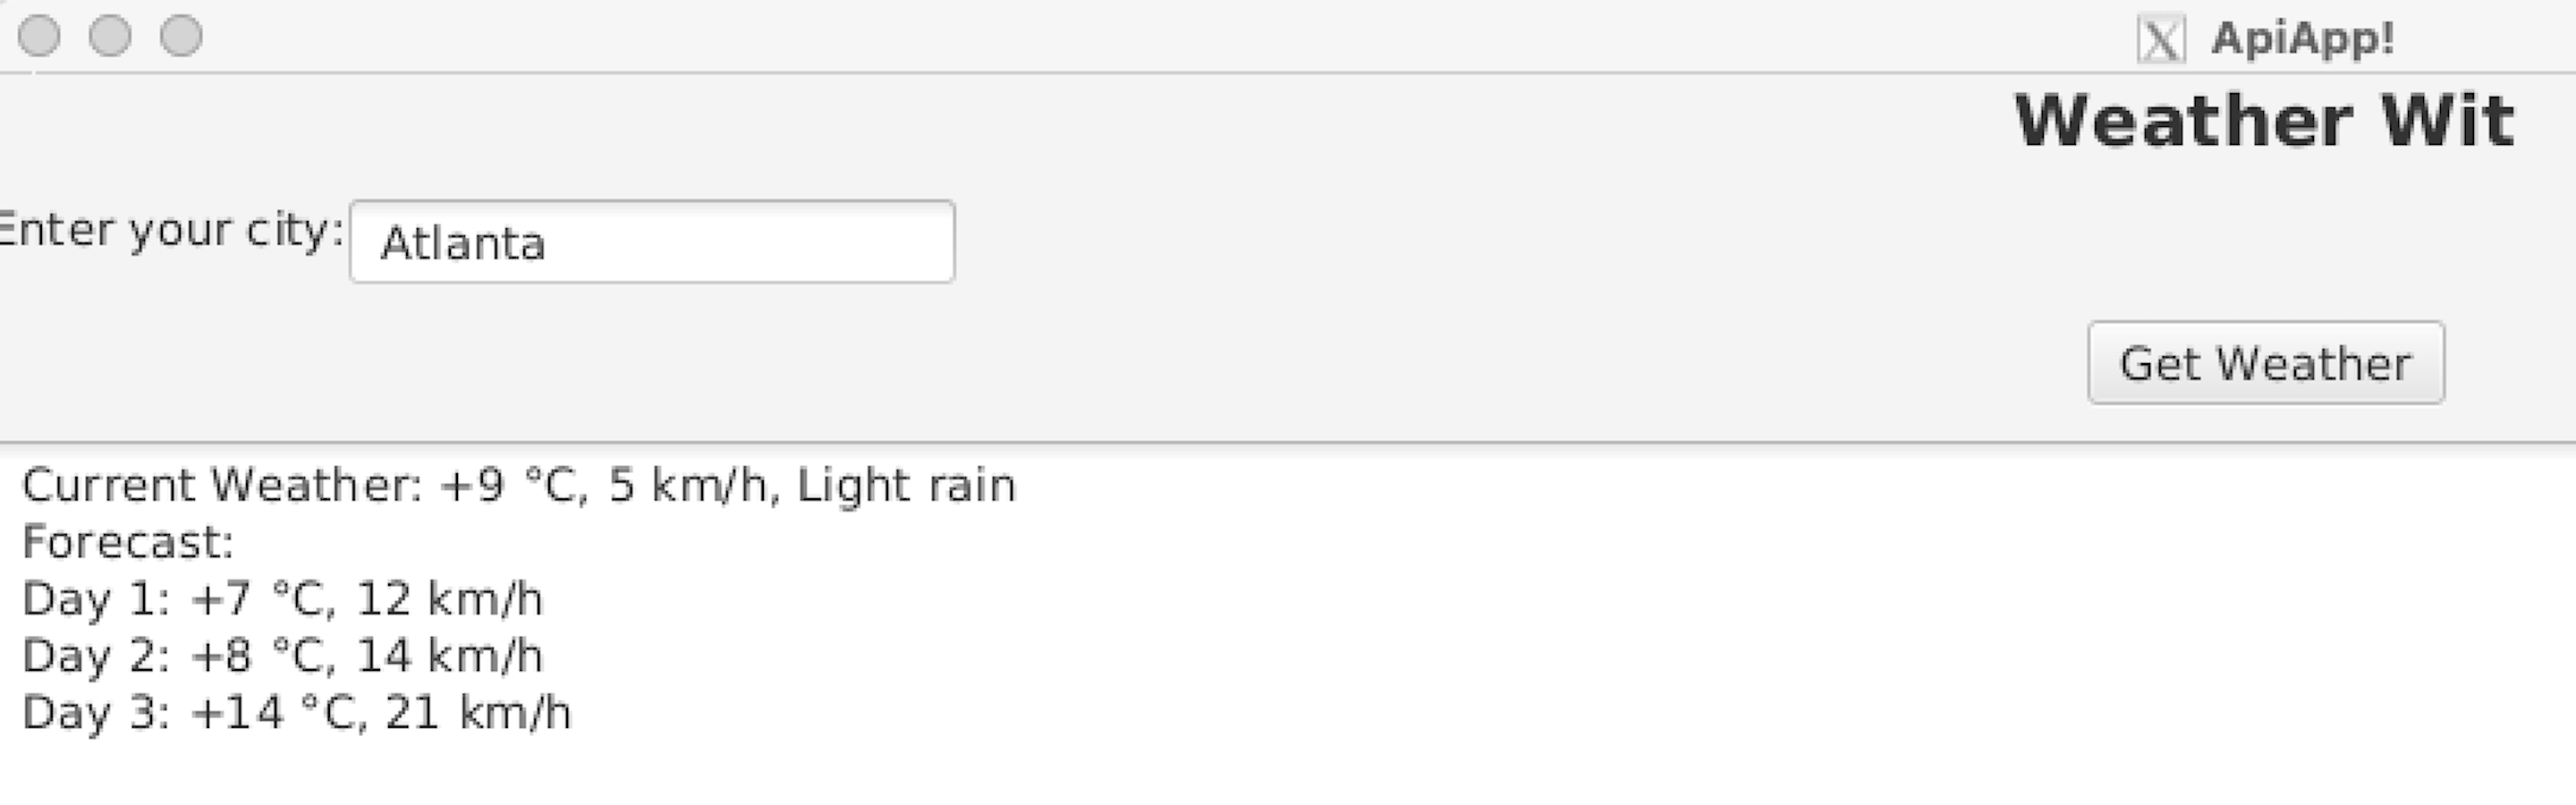 ApiApp!
Weather Wit
Enter your city: Atlanta
Get Weather
Current Weather: +9 °C, 5 km/h, Light rain
Forecast:
Day 1: +7 °C, 12 km/h
Day 2: +8 °C, 14 km/h
Day 3: +14 °C, 21 km/h